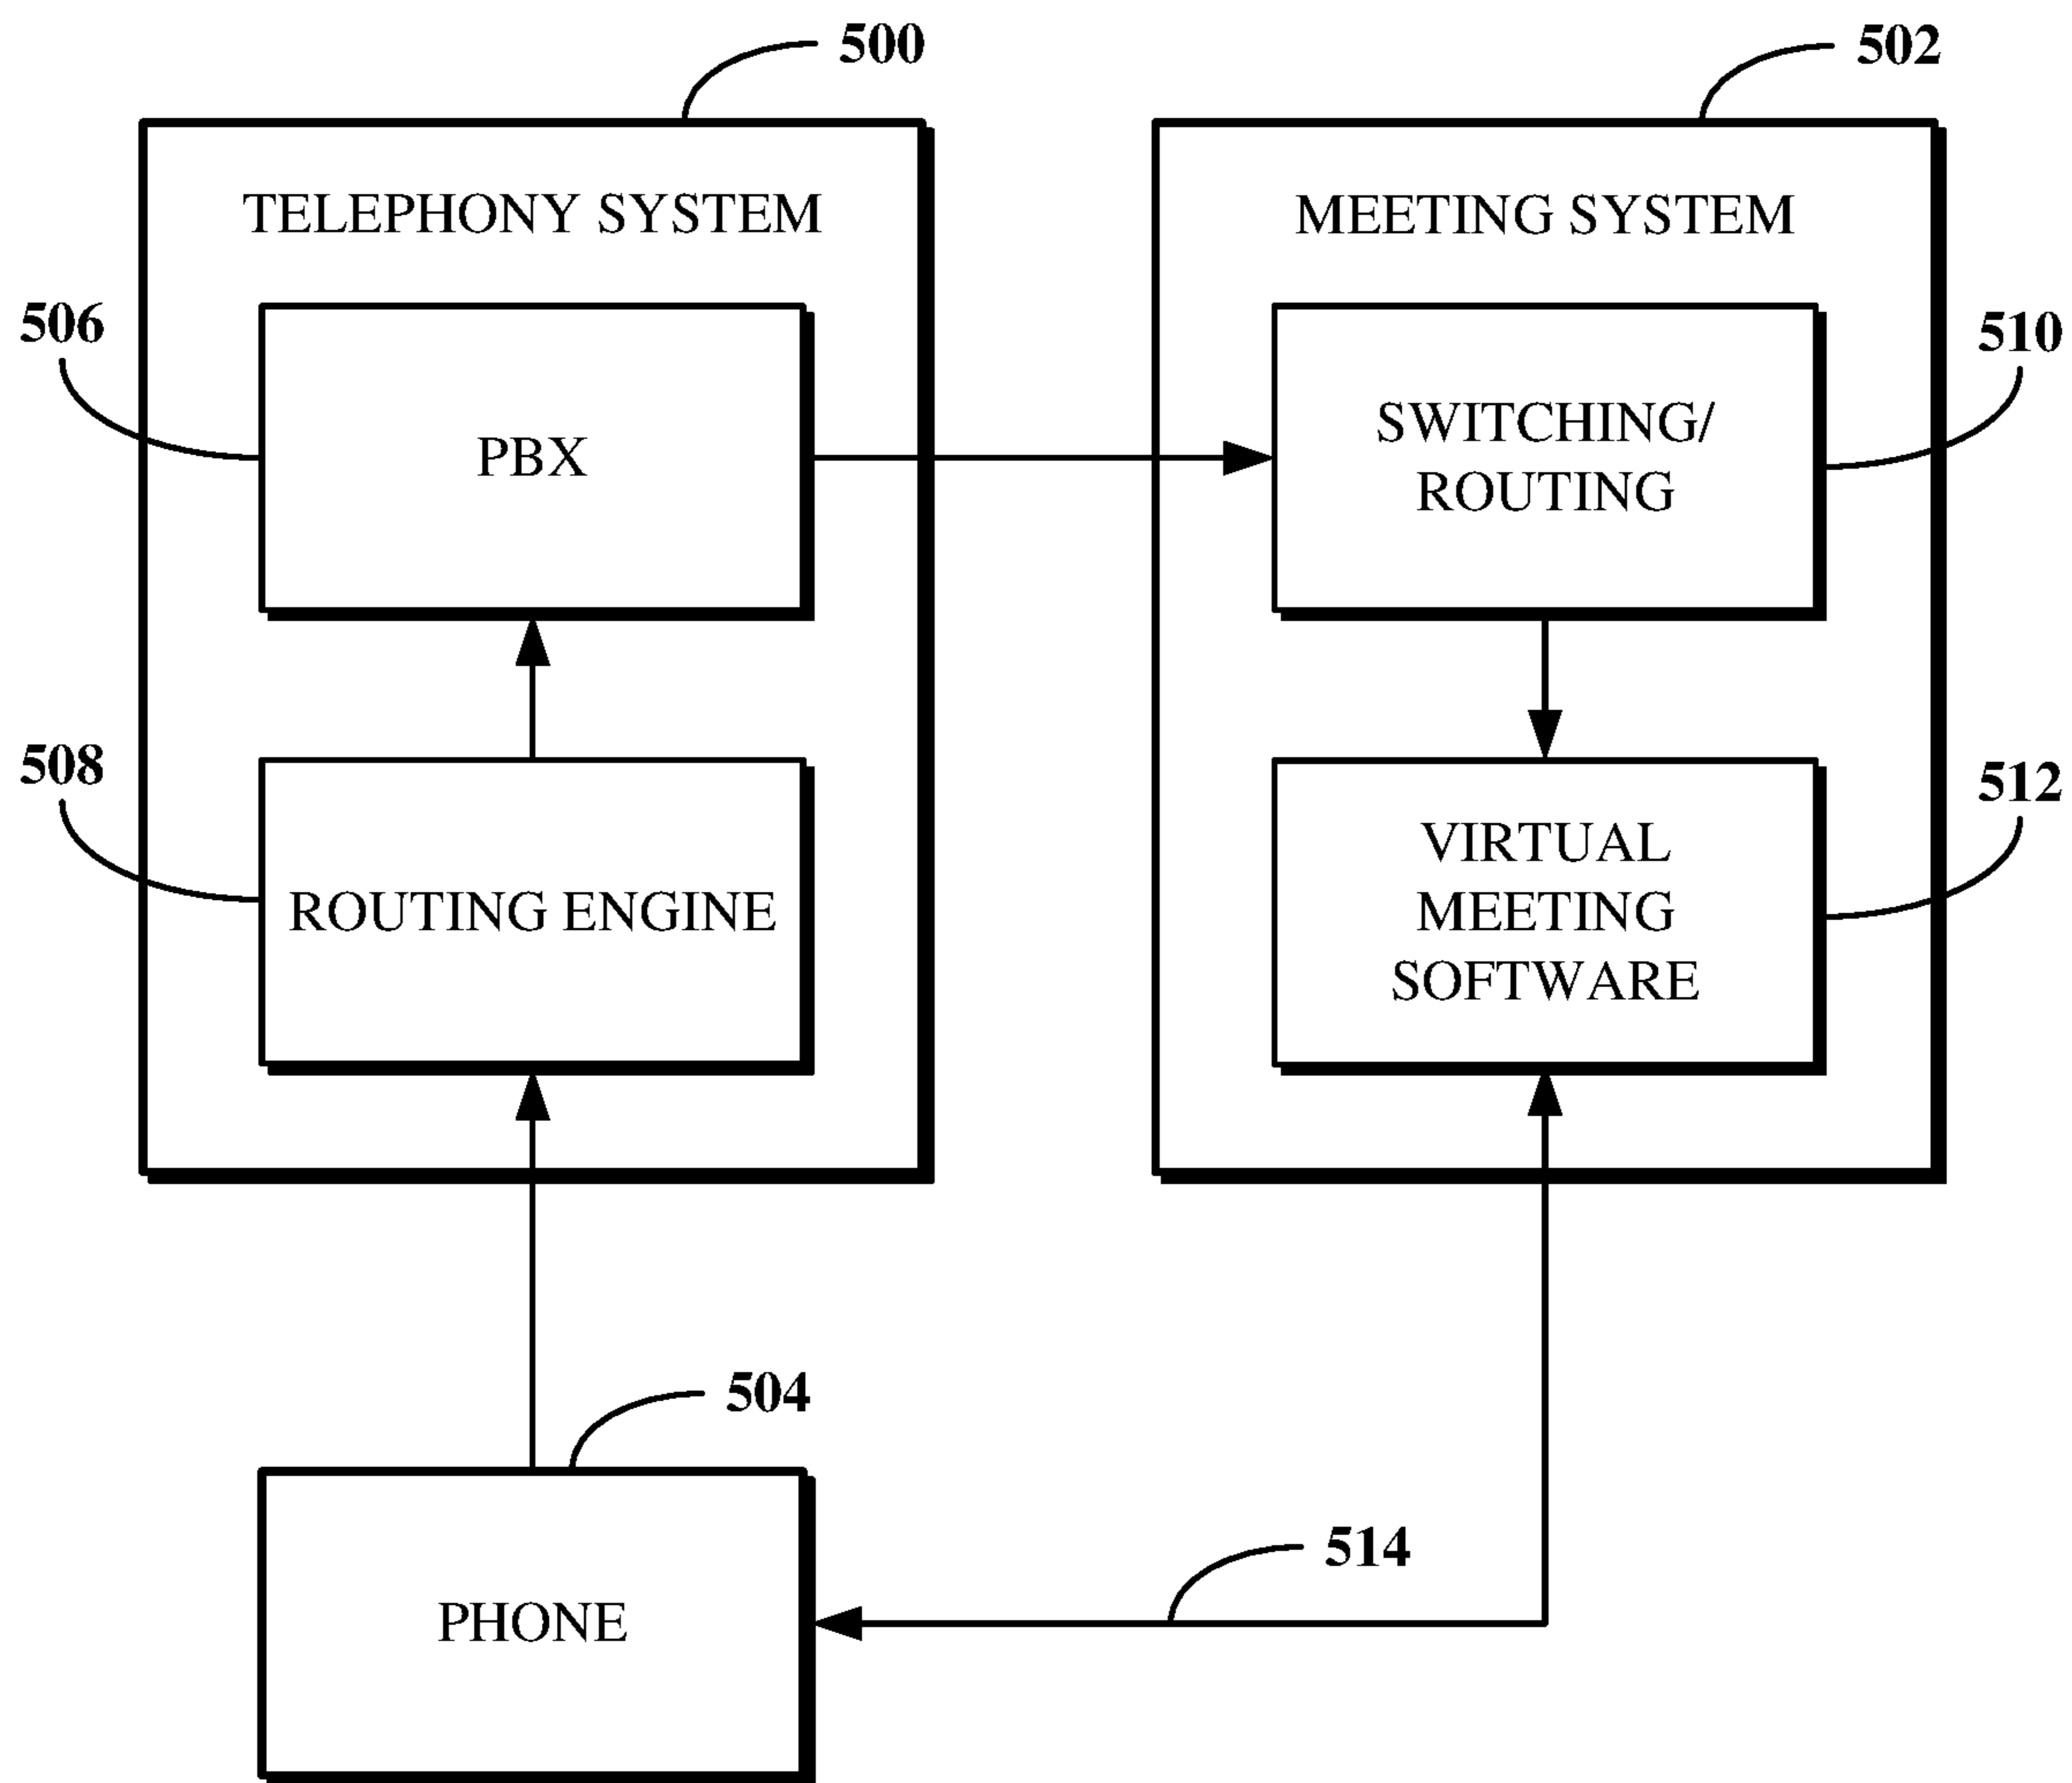 500
502
TELEPHONY SYSTEM
MEETING SYSTEM
506
PBX
SWITCHING/
ROUTING
510
508
ROUTING ENGINE
VIRTUAL
MEETING
SOFTWARE
512
504
PHONE
514